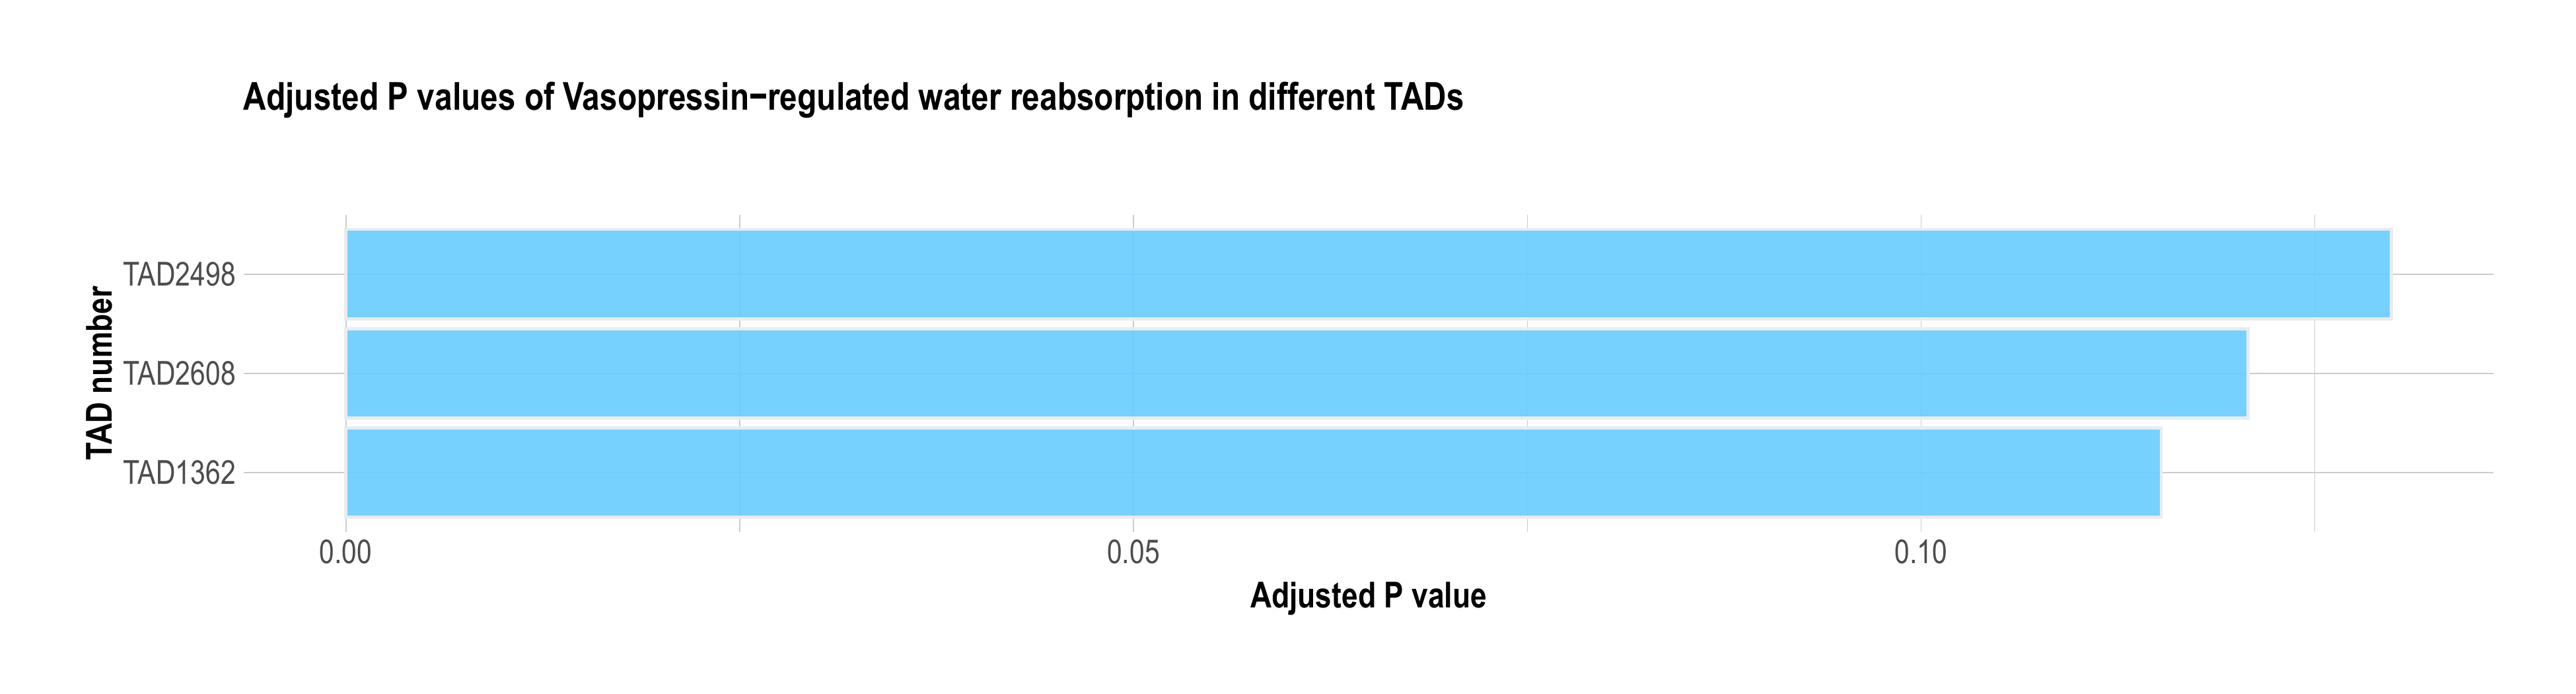 Adjusted P values of Vasopressin−regulated water reabsorption in different TADs
TAD number
TAD2498
TAD2608
TAD1362
0.00 0.05 0.10
Adjusted P value